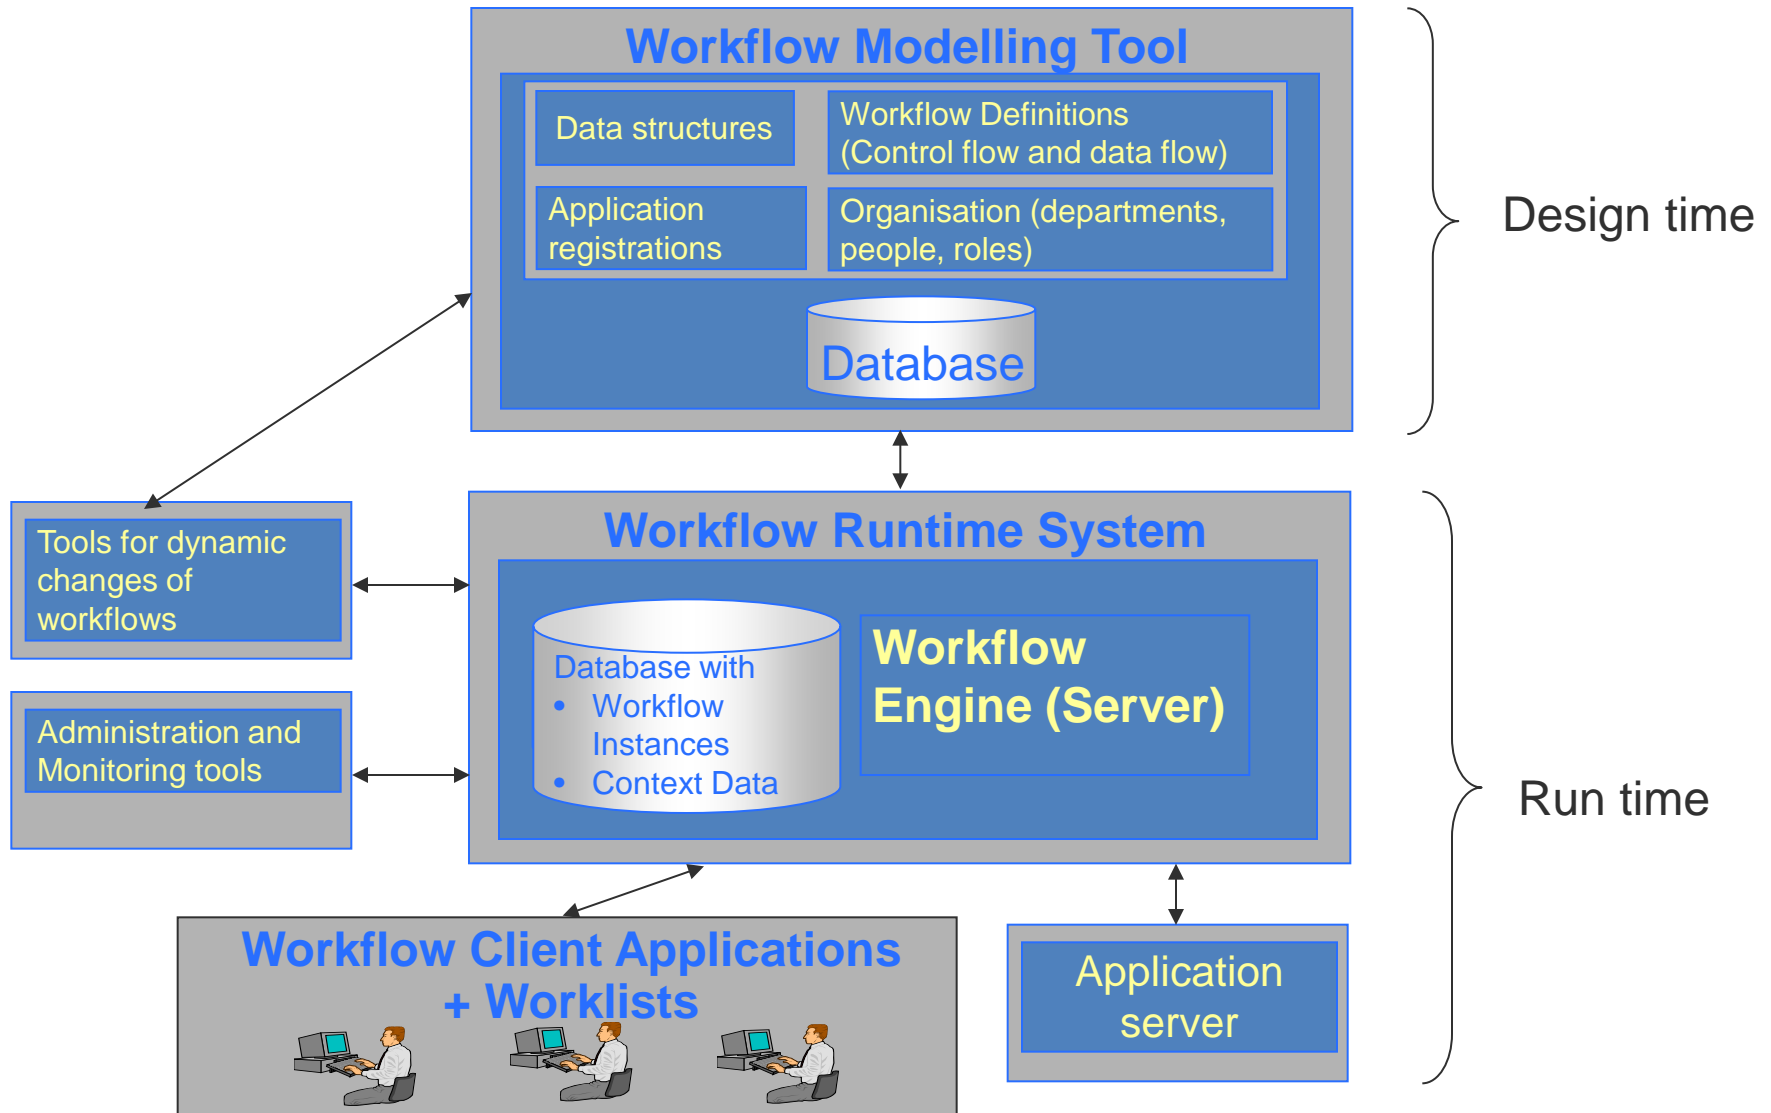 Workflow Modelling Tool
Data structures
Workflow Definitions
(Control flow and data flow)
Application
registrations
Organisation (departments,
people, roles)
Database
Design time
Tools for dynamic
changes of
workflows
Administration and
Monitoring tools
Workflow Runtime System
Database with
• Workflow
Instances
• Context Data
Workflow
Engine (Server)
Run time
Workflow Client Applications
+ Worklists
Application
server